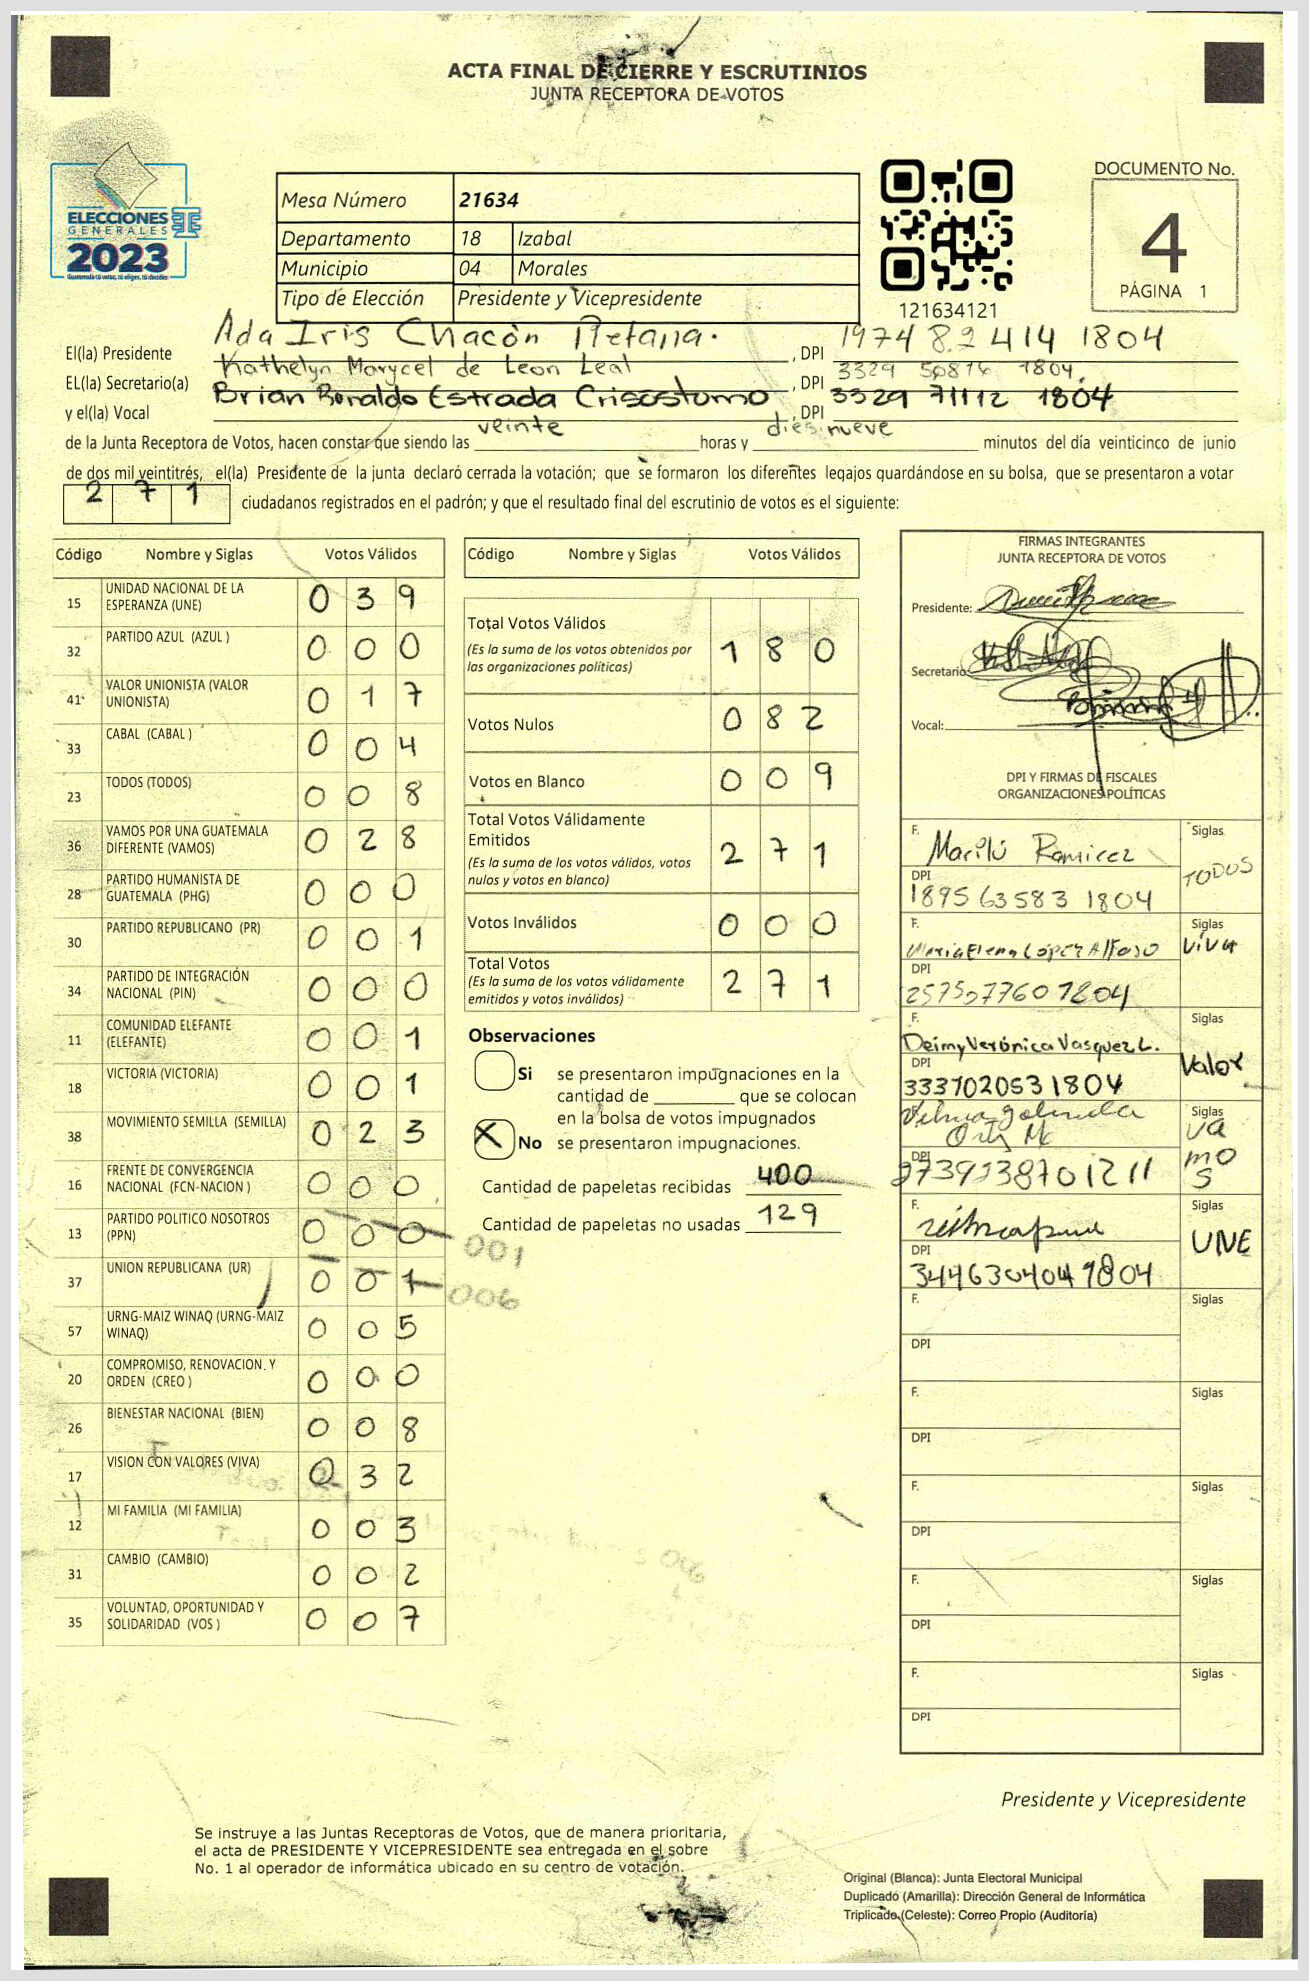 ACTA FINAL DE CIERRE Y ESCRUTINIOS
JUNTA RECEPTORA DE VOTOS
ELECCIONES
GENERALES
2023
Mesa Número 21634
Departamento 18 Izabal
Municipio 04 Morales
Tipo de Elección Presidente y Vicepresidente
121634121
DOCUMENTO No.
4
PÁGINA 1
El(la) Presidente Ada Iris Chacòn Retana. , DPI 1974 82414 1804
EL(la) Secretario(a) Kathelyn Marycel de Leon Leal , DPI 3329 50816 1804
y el(la) Vocal Brian Ronaldo Estrada Crisostomo , DPI 3329 71112 1804
de la Junta Receptora de Votos, hacen constar que siendo las veinte horas y diesinueve minutos del día veinticinco de junio
de dos mil veintitrés, el(la) Presidente de la junta declaró cerrada la votación; que se formaron los diferentes legajos guardándose en su bolsa, que se presentaron a votar
2 7 1 ciudadanos registrados en el padrón; y que el resultado final del escrutinio de votos es el siguiente:
Código Nombre y Siglas Votos Válidos
15 UNIDAD NACIONAL DE LA ESPERANZA (UNE) 0 3 9
32 PARTIDO AZUL (AZUL ) 0 0 0
41 VALOR UNIONISTA (VALOR UNIONISTA) 0 1 7
33 CABAL (CABAL ) 0 0 4
23 TODOS (TODOS) 0 0 8
36 VAMOS POR UNA GUATEMALA DIFERENTE (VAMOS) 0 2 8
28 PARTIDO HUMANISTA DE GUATEMALA (PHG) 0 0 0
30 PARTIDO REPUBLICANO (PR) 0 0 1
34 PARTIDO DE INTEGRACIÓN NACIONAL (PIN) 0 0 0
11 COMUNIDAD ELEFANTE (ELEFANTE) 0 0 1
18 VICTORIA (VICTORIA) 0 0 1
38 MOVIMIENTO SEMILLA (SEMILLA) 0 2 3
16 FRENTE DE CONVERGENCIA NACIONAL (FCN-NACION ) 0 0 0
13 PARTIDO POLITICO NOSOTROS (PPN) 0 0 0 001
37 UNION REPUBLICANA (UR) 0 0 1 006
57 URNG-MAIZ WINAQ (URNG-MAIZ WINAQ) 0 0 5
20 COMPROMISO, RENOVACION. Y ORDEN (CREO ) 0 0 0
26 BIENESTAR NACIONAL (BIEN) 0 0 8
17 VISION CON VALORES (VIVA) 0 3 2
12 MI FAMILIA (MI FAMILIA) 0 0 3
31 CAMBIO (CAMBIO) 0 0 2
35 VOLUNTAD, OPORTUNIDAD Y SOLIDARIDAD (VOS ) 0 0 7
Código Nombre y Siglas Votos Válidos
Total Votos Válidos 1 8 0
(Es la suma de los votos obtenidos por
las organizaciones políticas)
Votos Nulos 0 8 2
Votos en Blanco 0 0 9
Total Votos Válidamente
Emitidos 2 7 1
(Es la suma de los votos válidos, votos
nulos y votos en blanco)
Votos Inválidos 0 0 0
Total Votos 2 7 1
(Es la suma de los votos válidamente
emitidos y votos inválidos)
Observaciones
Si se presentaron impugnaciones en la
cantidad de ________ que se colocan
en la bolsa de votos impugnados
X No se presentaron impugnaciones.
Cantidad de papeletas recibidas 400
Cantidad de papeletas no usadas 129
FIRMAS INTEGRANTES
JUNTA RECEPTORA DE VOTOS
Presidente:
Secretario:
Vocal:
DPI Y FIRMAS DE FISCALES
ORGANIZACIONES POLÍTICAS
F. Marilú Ramirez Siglas TODOS
DPI 1895 63583 1804
F. Maria Elena López Alfaso Siglas VIVA
DPI 2575077601804
F. Deimy Verónica Vasquez L. Siglas Valor
DPI 3337020531804
F. Siglas VAMOS
DPI 2739138701211
F. Siglas UNE
DPI 3446304041804
F. Siglas
DPI
F. Siglas
DPI
F. Siglas
DPI
F. Siglas
DPI
F. Siglas
DPI
Presidente y Vicepresidente
Se instruye a las Juntas Receptoras de Votos, que de manera prioritaria,
el acta de PRESIDENTE Y VICEPRESIDENTE sea entregada en el sobre
No. 1 al operador de informática ubicado en su centro de votación.
Original (Blanca): Junta Electoral Municipal
Duplicado (Amarilla): Dirección General de Informática
Triplicado (Celeste): Correo Propio (Auditoría)